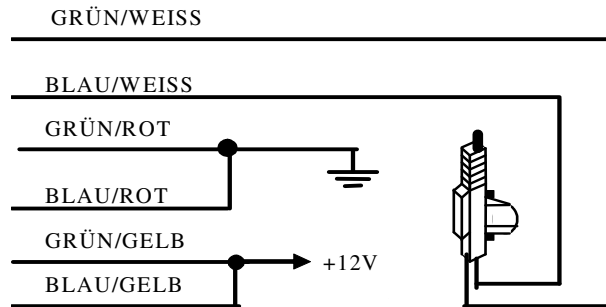 GRÜN/WEISS
BLAU/WEISS
GRÜN/ROT
BLAU/ROT
GRÜN/GELB
+12V
BLAU/GELB